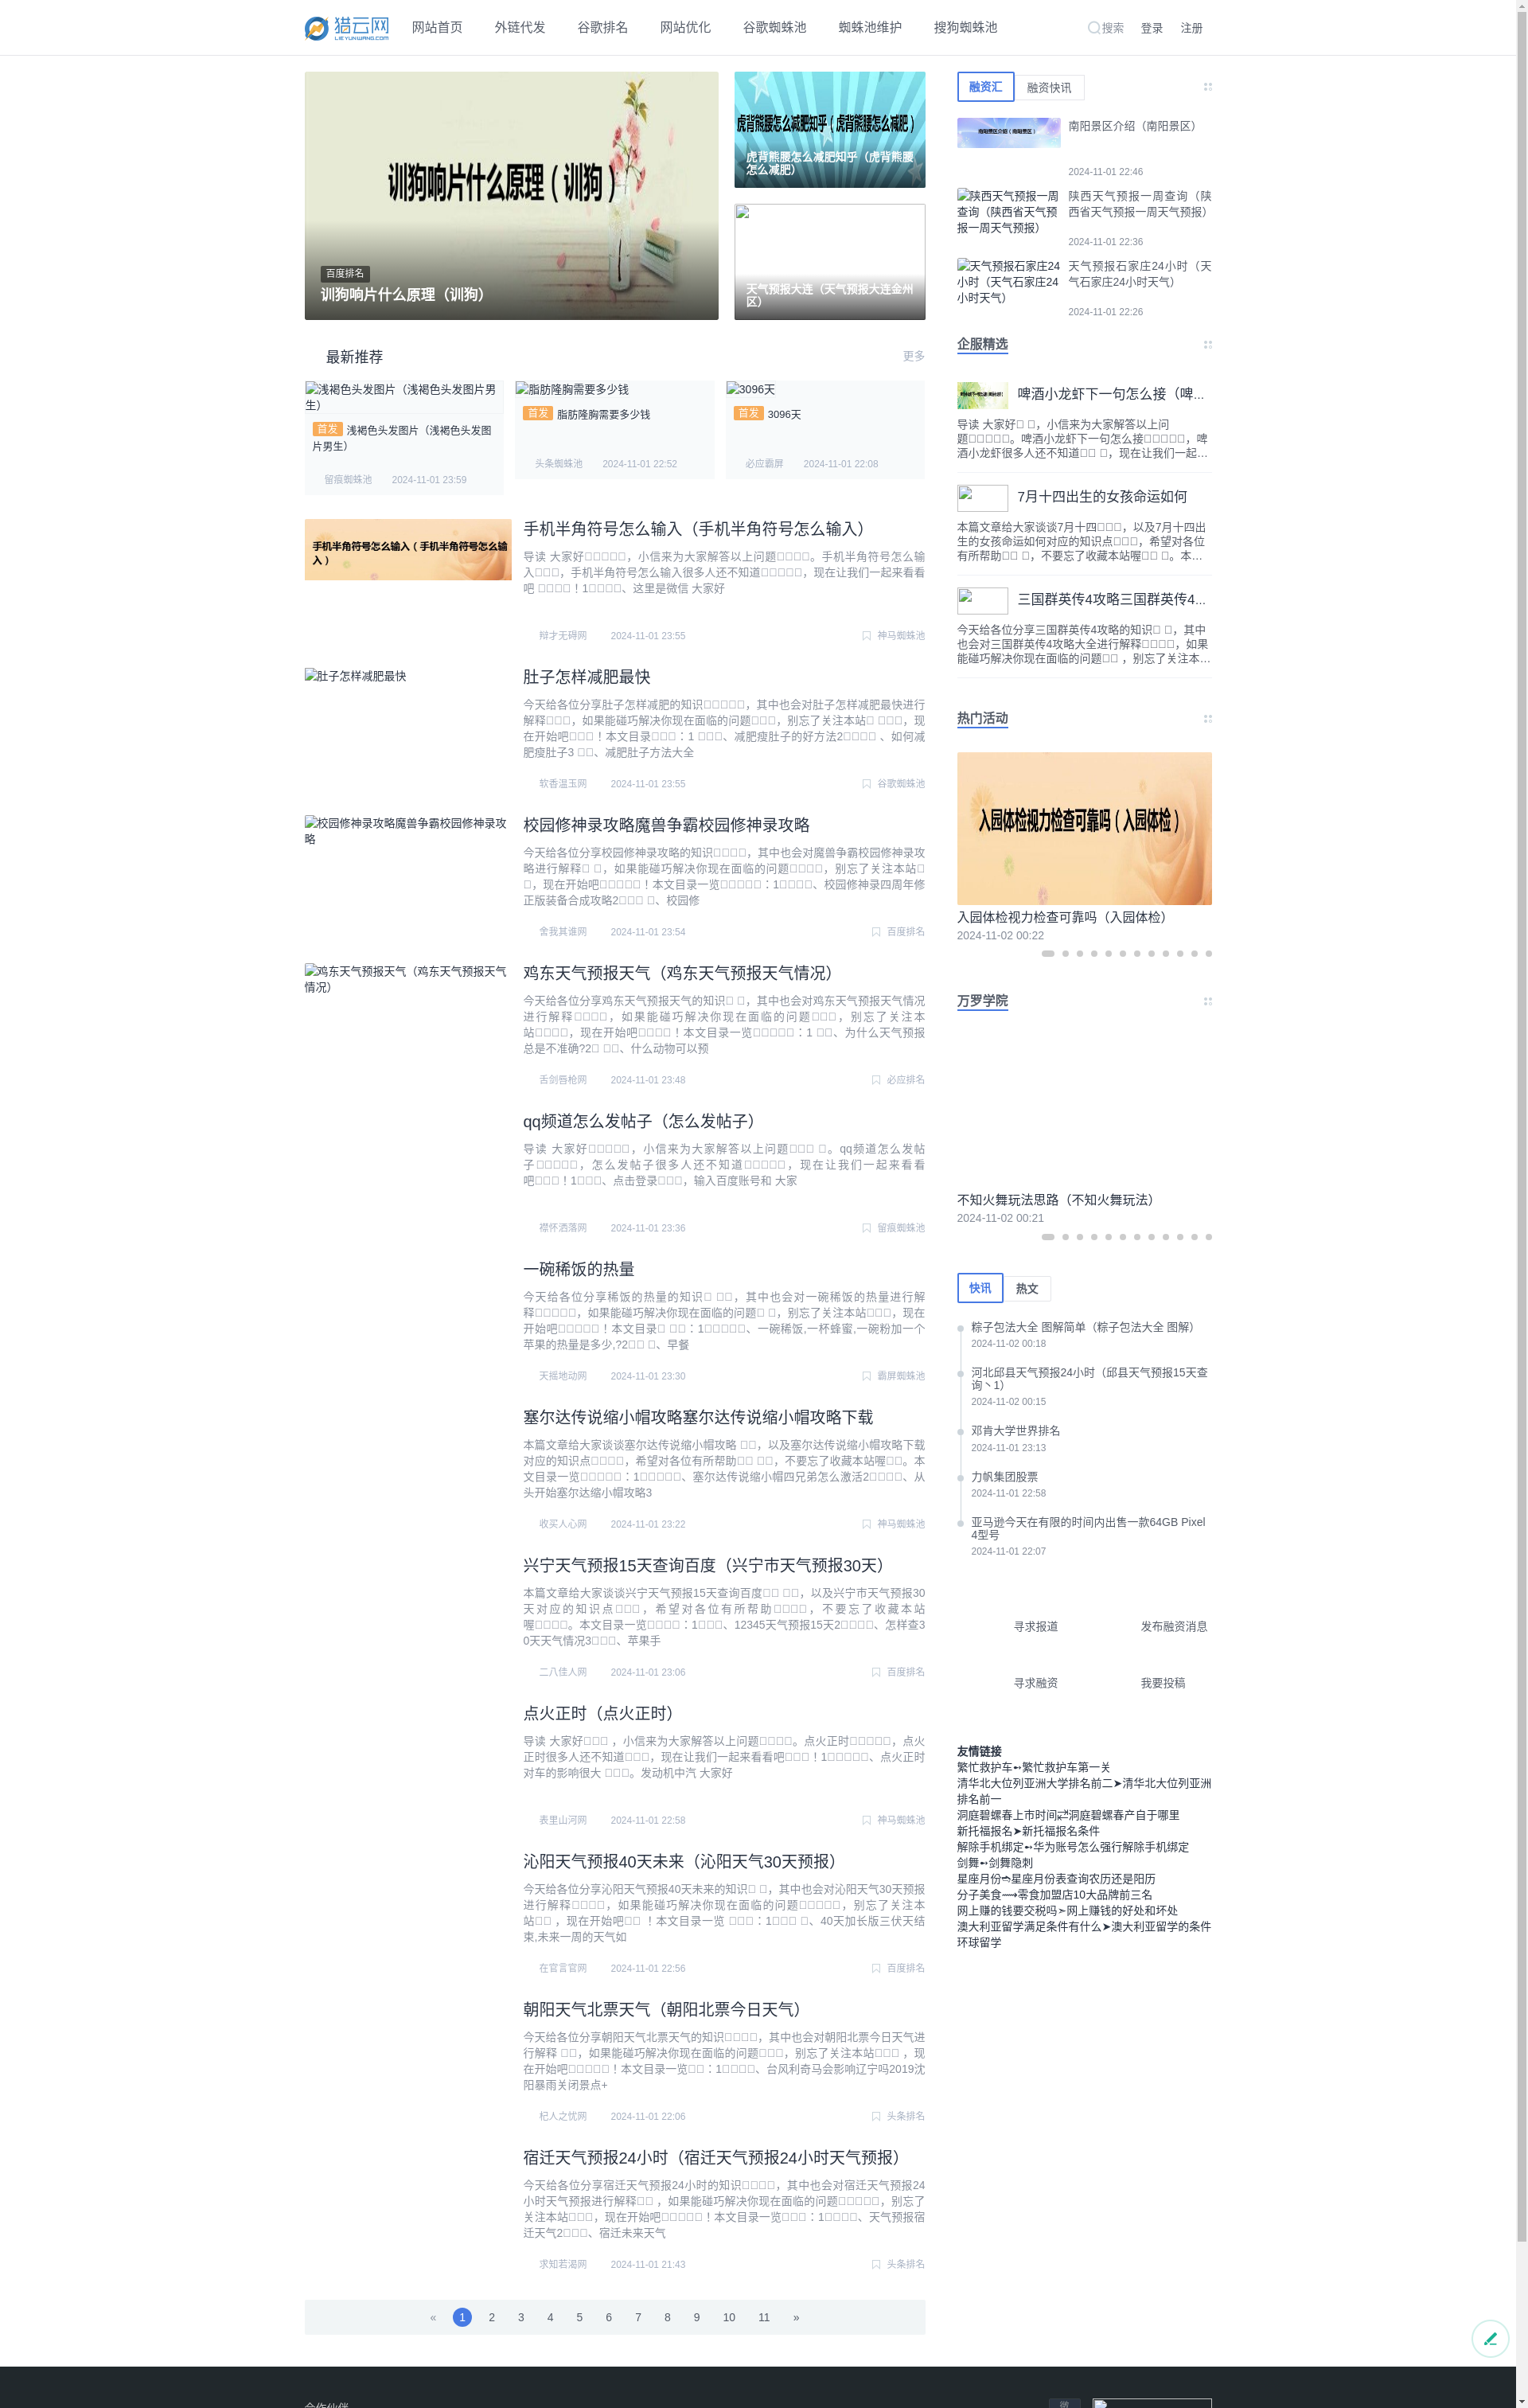 猎云网
LIEYUNWANG.COM
网站首页 外链代发 谷歌排名 网站优化 谷歌蜘蛛池 蜘蛛池维护 搜狗蜘蛛池
搜索 登录 注册
训狗响片什么原理（训狗）
百度排名
训狗响片什么原理（训狗）
虎背熊腰怎么减肥知乎（虎背熊腰怎么减肥）
虎背熊腰怎么减肥知乎（虎背熊腰
怎么减肥）
天气预报大连（天气预报大连金州
区）
最新推荐
更多
浅褐色头发图片（浅褐色头发图片男
生）
首发 浅褐色头发图片（浅褐色头发图
片男生）
留痕蜘蛛池 2024-11-01 23:59
脂肪隆胸需要多少钱
首发 脂肪隆胸需要多少钱
头条蜘蛛池 2024-11-01 22:52
3096天
首发 3096天
必应霸屏 2024-11-01 22:08
手机半角符号怎么输入（手机半角符号怎么输
入）
手机半角符号怎么输入（手机半角符号怎么输入）
导读 大家好，小信来为大家解答以上问题。手机半角符号怎么输
入，手机半角符号怎么输入很多人还不知道，现在让我们一起来看看
吧 ！1、这里是微信 大家好
辩才无碍网 2024-11-01 23:55 神马蜘蛛池
肚子怎样减肥最快
肚子怎样减肥最快
今天给各位分享肚子怎样减肥的知识，其中也会对肚子怎样减肥最快进行
解释，如果能碰巧解决你现在面临的问题，别忘了关注本站 ，现
在开始吧！本文目录：1 、减肥瘦肚子的好方法2 、如何减
肥瘦肚子3 、减肥肚子方法大全
软香温玉网 2024-11-01 23:55 谷歌蜘蛛池
校园修神录攻略魔兽争霸校园修神录攻
略
校园修神录攻略魔兽争霸校园修神录攻略
今天给各位分享校园修神录攻略的知识，其中也会对魔兽争霸校园修神录攻
略进行解释 ，如果能碰巧解决你现在面临的问题，别忘了关注本站
，现在开始吧！本文目录一览：1、校园修神录四周年修
正版装备合成攻略2 、校园修
舍我其谁网 2024-11-01 23:54 百度排名
鸡东天气预报天气（鸡东天气预报天气
情况）
鸡东天气预报天气（鸡东天气预报天气情况）
今天给各位分享鸡东天气预报天气的知识 ，其中也会对鸡东天气预报天气情况
进行解释，如果能碰巧解决你现在面临的问题，别忘了关注本
站，现在开始吧！本文目录一览：1 、为什么天气预报
总是不准确?2 、什么动物可以预
舌剑唇枪网 2024-11-01 23:48 必应排名
qq频道怎么发帖子（怎么发帖子）
导读 大家好，小信来为大家解答以上问题 。qq频道怎么发帖
子，怎么发帖子很多人还不知道，现在让我们一起来看看
吧！1、点击登录，输入百度账号和 大家
襟怀洒落网 2024-11-01 23:36 留痕蜘蛛池
一碗稀饭的热量
今天给各位分享稀饭的热量的知识 ，其中也会对一碗稀饭的热量进行解
释，如果能碰巧解决你现在面临的问题 ，别忘了关注本站，现在
开始吧！本文目录 ：1、一碗稀饭,一杯蜂蜜,一碗粉加一个
苹果的热量是多少,?2 、早餐
天摇地动网 2024-11-01 23:30 霸屏蜘蛛池
塞尔达传说缩小帽攻略塞尔达传说缩小帽攻略下载
本篇文章给大家谈谈塞尔达传说缩小帽攻略 ，以及塞尔达传说缩小帽攻略下载
对应的知识点，希望对各位有所帮助 ，不要忘了收藏本站喔。本
文目录一览：1、塞尔达传说缩小帽四兄弟怎么激活2、从
头开始塞尔达缩小帽攻略3
收买人心网 2024-11-01 23:22 神马蜘蛛池
兴宁天气预报15天查询百度（兴宁市天气预报30天）
本篇文章给大家谈谈兴宁天气预报15天查询百度 ，以及兴宁市天气预报30
天对应的知识点，希望对各位有所帮助，不要忘了收藏本站
喔。本文目录一览：1、12345天气预报15天2、怎样查3
0天天气情况3、苹果手
二八佳人网 2024-11-01 23:06 百度排名
点火正时（点火正时）
导读 大家好 ，小信来为大家解答以上问题。点火正时，点火
正时很多人还不知道，现在让我们一起来看看吧！1、点火正时
对车的影响很大 。发动机中汽 大家好
表里山河网 2024-11-01 22:58 神马蜘蛛池
沁阳天气预报40天未来（沁阳天气30天预报）
今天给各位分享沁阳天气预报40天未来的知识 ，其中也会对沁阳天气30天预报
进行解释，如果能碰巧解决你现在面临的问题，别忘了关注本
站 ，现在开始吧 ！本文目录一览 ：1 、40天加长版三伏天结
束,未来一周的天气如
在官言官网 2024-11-01 22:56 百度排名
朝阳天气北票天气（朝阳北票今日天气）
今天给各位分享朝阳天气北票天气的知识，其中也会对朝阳北票今日天气进
行解释 ，如果能碰巧解决你现在面临的问题，别忘了关注本站 ，现
在开始吧！本文目录一览：1、台风利奇马会影响辽宁吗2019沈
阳暴雨关闭景点+
杞人之忧网 2024-11-01 22:06 头条排名
宿迁天气预报24小时（宿迁天气预报24小时天气预报）
今天给各位分享宿迁天气预报24小时的知识，其中也会对宿迁天气预报24
小时天气预报进行解释 ，如果能碰巧解决你现在面临的问题，别忘了
关注本站，现在开始吧！本文目录一览：1、天气预报宿
迁天气2、宿迁未来天气
求知若渴网 2024-11-01 21:43 头条排名
« 1 2 3 4 5 6 7 8 9 10 11 »
融资汇 融资快讯
南阳景区介绍（南阳景区）
南阳景区介绍（南阳景区）
2024-11-01 22:46
陕西天气预报一周
查询（陕西省天气预
报一周天气预报）
陕西天气预报一周查询（陕
西省天气预报一周天气预报）
2024-11-01 22:36
天气预报石家庄24
小时（天气石家庄24
小时天气）
天气预报石家庄24小时（天
气石家庄24小时天气）
2024-11-01 22:26
企服精选
啤酒小龙虾下一句怎么接（啤...
导读 大家好 ，小信来为大家解答以上问
题。啤酒小龙虾下一句怎么接，啤
酒小龙虾很多人还不知道 ，现在让我们一起...
7月十四出生的女孩命运如何
本篇文章给大家谈谈7月十四，以及7月十四出
生的女孩命运如何对应的知识点，希望对各位
有所帮助 ，不要忘了收藏本站喔 。本...
三国群英传4攻略三国群英传4...
今天给各位分享三国群英传4攻略的知识 ，其中
也会对三国群英传4攻略大全进行解释，如果
能碰巧解决你现在面临的问题 ，别忘了关注本...
热门活动
入园体检视力检查可靠吗（入园体检）
入园体检视力检查可靠吗（入园体检）
2024-11-02 00:22
万罗学院
不知火舞玩法思路（不知火舞玩法）
2024-11-02 00:21
快讯 热文
粽子包法大全 图解简单（粽子包法大全 图解）
2024-11-02 00:18
河北邱县天气预报24小时（邱县天气预报15天查
询丶1）
2024-11-02 00:15
邓肯大学世界排名
2024-11-01 23:13
力帆集团股票
2024-11-01 22:58
亚马逊今天在有限的时间内出售一款64GB Pixel
4型号
2024-11-01 22:07
寻求报道 发布融资消息
寻求融资 我要投稿
友情链接
繁忙救护车➻繁忙救护车第一关
清华北大位列亚洲大学排名前二➤清华北大位列亚洲
排名前一
洞庭碧螺春上市时间⥂洞庭碧螺春产自于哪里
新托福报名➤新托福报名条件
解除手机绑定➻华为账号怎么强行解除手机绑定
剑舞➻剑舞隐刺
星座月份➬星座月份表查询农历还是阳历
分子美食⟿零食加盟店10大品牌前三名
网上赚的钱要交税吗➣网上赚钱的好处和坏处
澳大利亚留学满足条件有什么➤澳大利亚留学的条件
环球留学